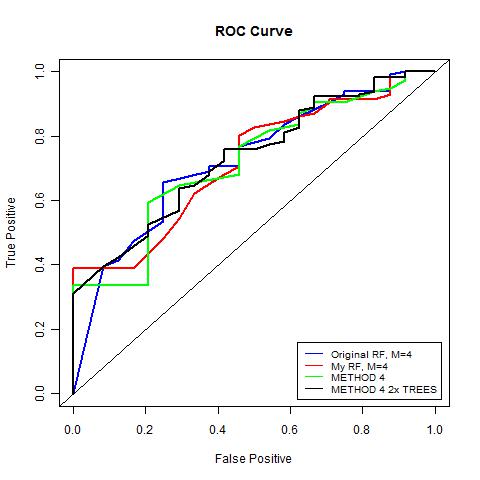 ROC Curve
True Positive
1.0
0.8
0.6
0.4
0.2
0.0
Original RF, M=4
My RF, M=4
METHOD 4
METHOD 4 2x TREES
0.0 0.2 0.4 0.6 0.8 1.0
False Positive